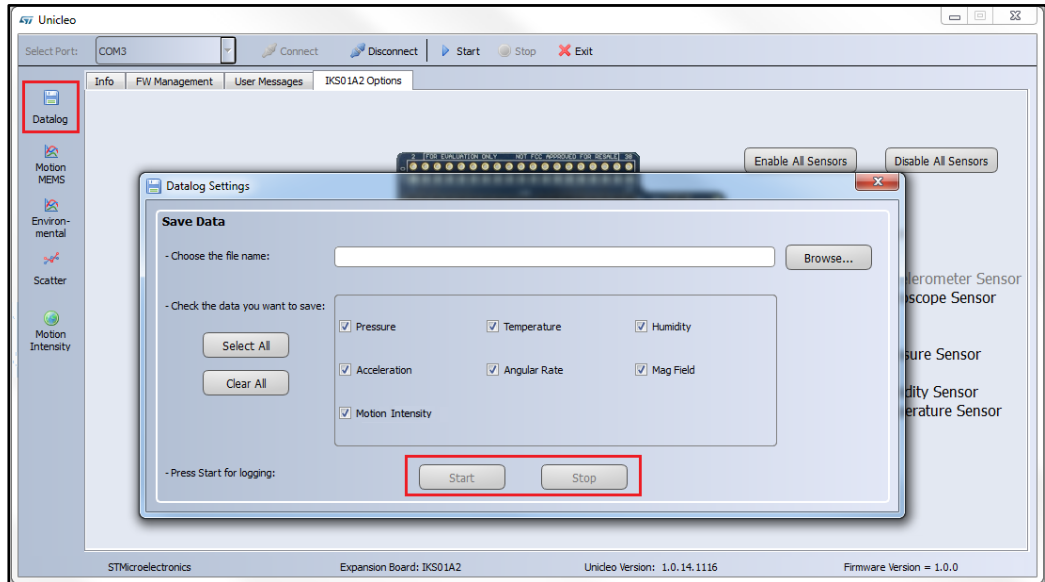 Unicleo
Select Port: COM3 Connect Disconnect Start Stop Exit
Info FW Management User Messages IKS01A2 Options
Datalog
Motion
MEMS
Environ-
mental
Scatter
Motion
Intensity
2 [FOR EVALUATION ONLY NOT FCC APPROVED FOR RESALE] 38
Enable All Sensors Disable All Sensors
Datalog Settings
Save Data
- Choose the file name: Browse...
- Check the data you want to save:
Select All
Clear All
Pressure Temperature Humidity
Acceleration Angular Rate Mag Field
Motion Intensity
- Press Start for logging: Start Stop
lerometer Sensor
scope Sensor
sure Sensor
dity Sensor
erature Sensor
STMicroelectronics Expansion Board: IKS01A2 Unicleo Version: 1.0.14.1116 Firmware Version = 1.0.0